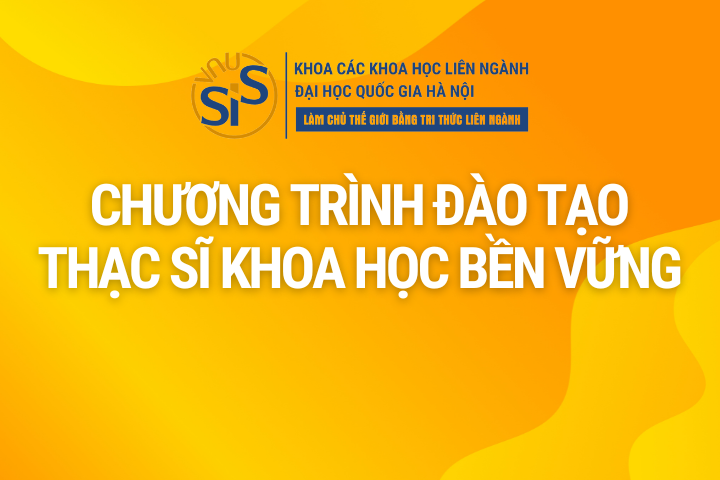 VNU
SiS
KHOA CÁC KHOA HỌC LIÊN NGÀNH
ĐẠI HỌC QUỐC GIA HÀ NỘI
LÀM CHỦ THẾ GIỚI BẰNG TRI THỨC LIÊN NGÀNH
CHƯƠNG TRÌNH ĐÀO TẠO
THẠC SĨ KHOA HỌC BỀN VỮNG